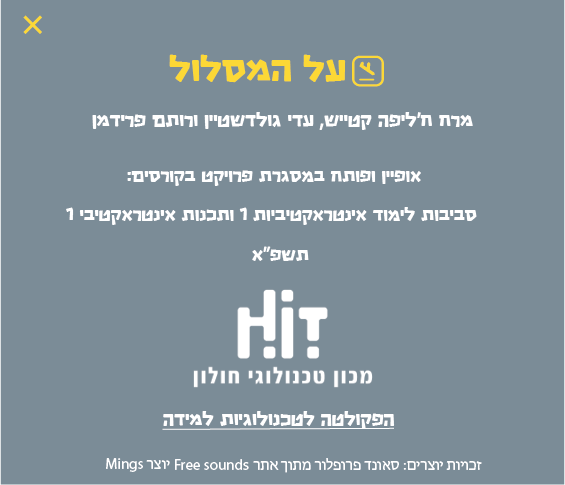 על המסלול
מרח ח'ליפה קטייש, עדי גולדשטיין ורותם פרידמן
אופיין ופותח במסגרת פרויקט בקורסים:
סביבות לימוד אינטראקטיביות 1 ותכנות אינטראקטיבי 1
תשפ"א
HiT
מכון טכנולוגי חולון
הפקולטה לטכנולוגיות למידה
זכויות יוצרים: סאונד פרופלור מתוך אתר Free sounds יוצר Mings